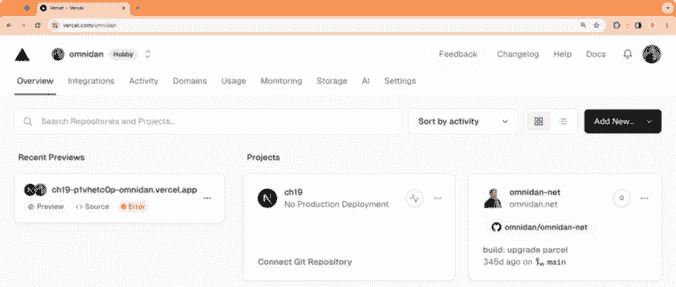 Vercel - Vercel
vercel.com/omnidan
omnidan Hobby
Feedback Changelog Help Docs
Overview Integrations Activity Domains Usage Monitoring Storage AI Settings
Search Repositories and Projects...
Sort by activity
Add New...
Recent Previews
Projects
ch19-p1vhetc0p-omnidan.vercel.app
Preview Source Error
ch19
No Production Deployment
Connect Git Repository
omnidan-net
omnidan.net
0
omnidan/omnidan-net
build: upgrade parcel
345d ago on main